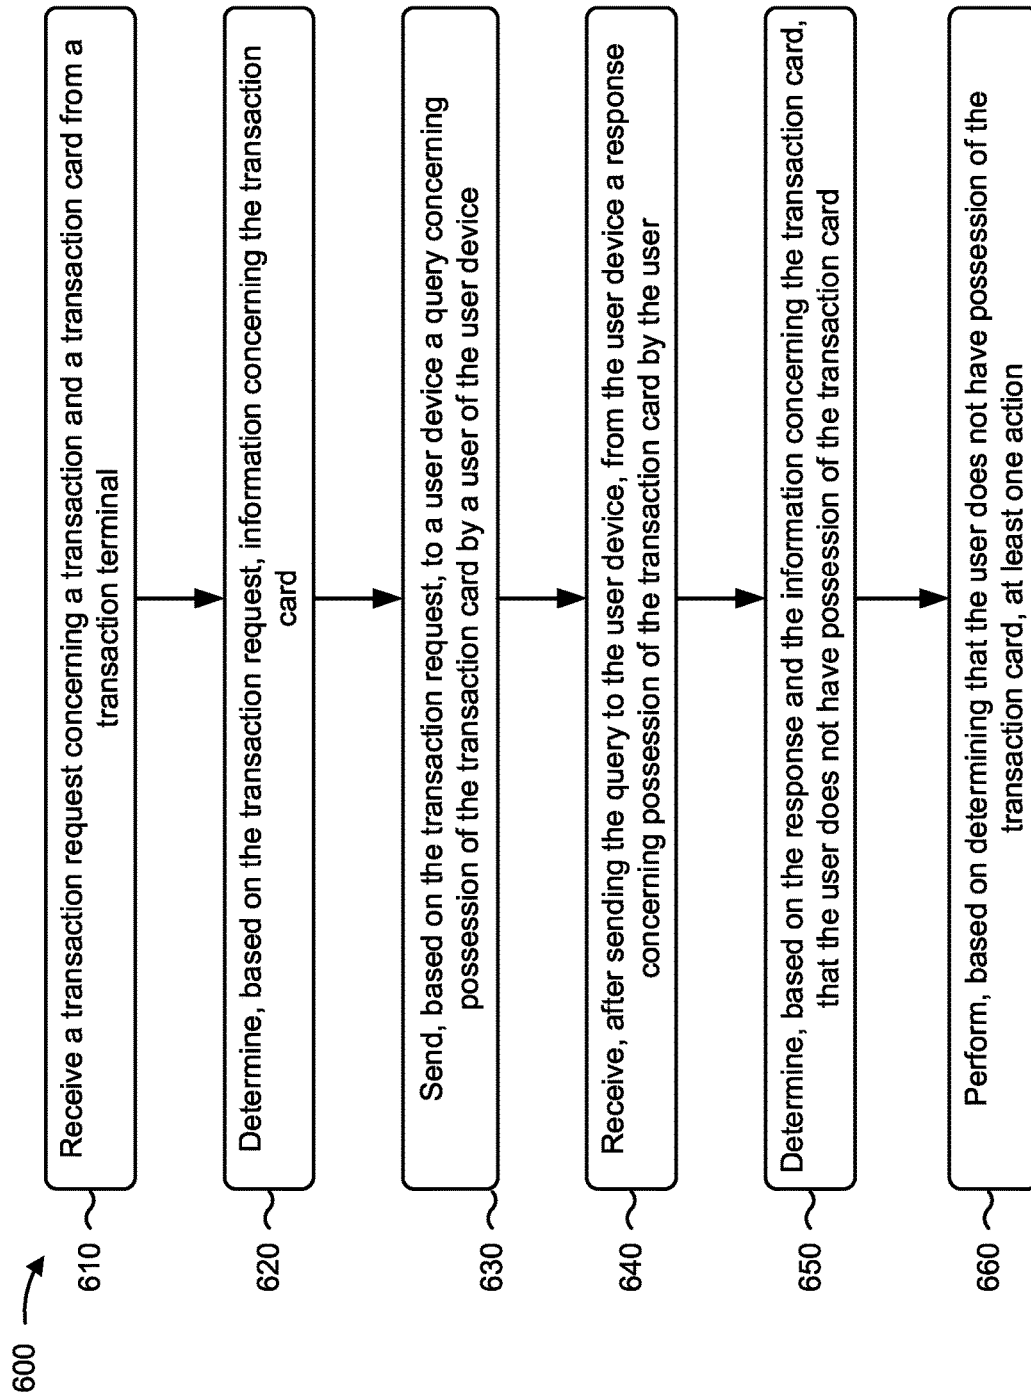 600
610
Receive a transaction request concerning a transaction and a transaction card from a
transaction terminal
620
Determine, based on the transaction request, information concerning the transaction
card
630
Send, based on the transaction request, to a user device a query concerning
possession of the transaction card by a user of the user device
640
Receive, after sending the query to the user device, from the user device a response
concerning possession of the transaction card by the user
650
Determine, based on the response and the information concerning the transaction card,
that the user does not have possession of the transaction card
660
Perform, based on determining that the user does not have possession of the
transaction card, at least one action